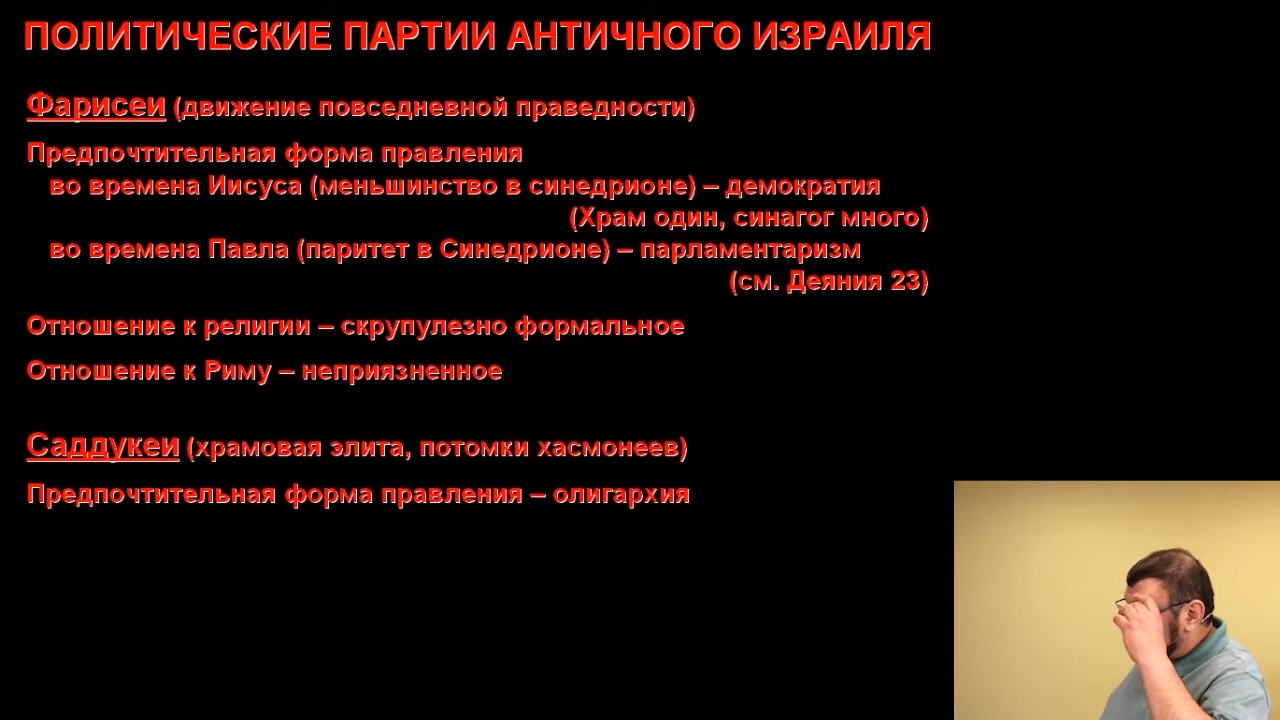 ПОЛИТИЧЕСКИЕ ПАРТИИ АНТИЧНОГО ИЗРАИЛЯ
Фарисеи (движение повседневной праведности)
Предпочтительная форма правления
во времена Иисуса (меньшинство в синедрионе) – демократия
(Храм один, синагог много)
во времена Павла (паритет в Синедрионе) – парламентаризм
(см. Деяния 23)
Отношение к религии – скрупулезно формальное
Отношение к Риму – неприязненное
Саддукеи (храмовая элита, потомки хасмонеев)
Предпочтительная форма правления – олигархия